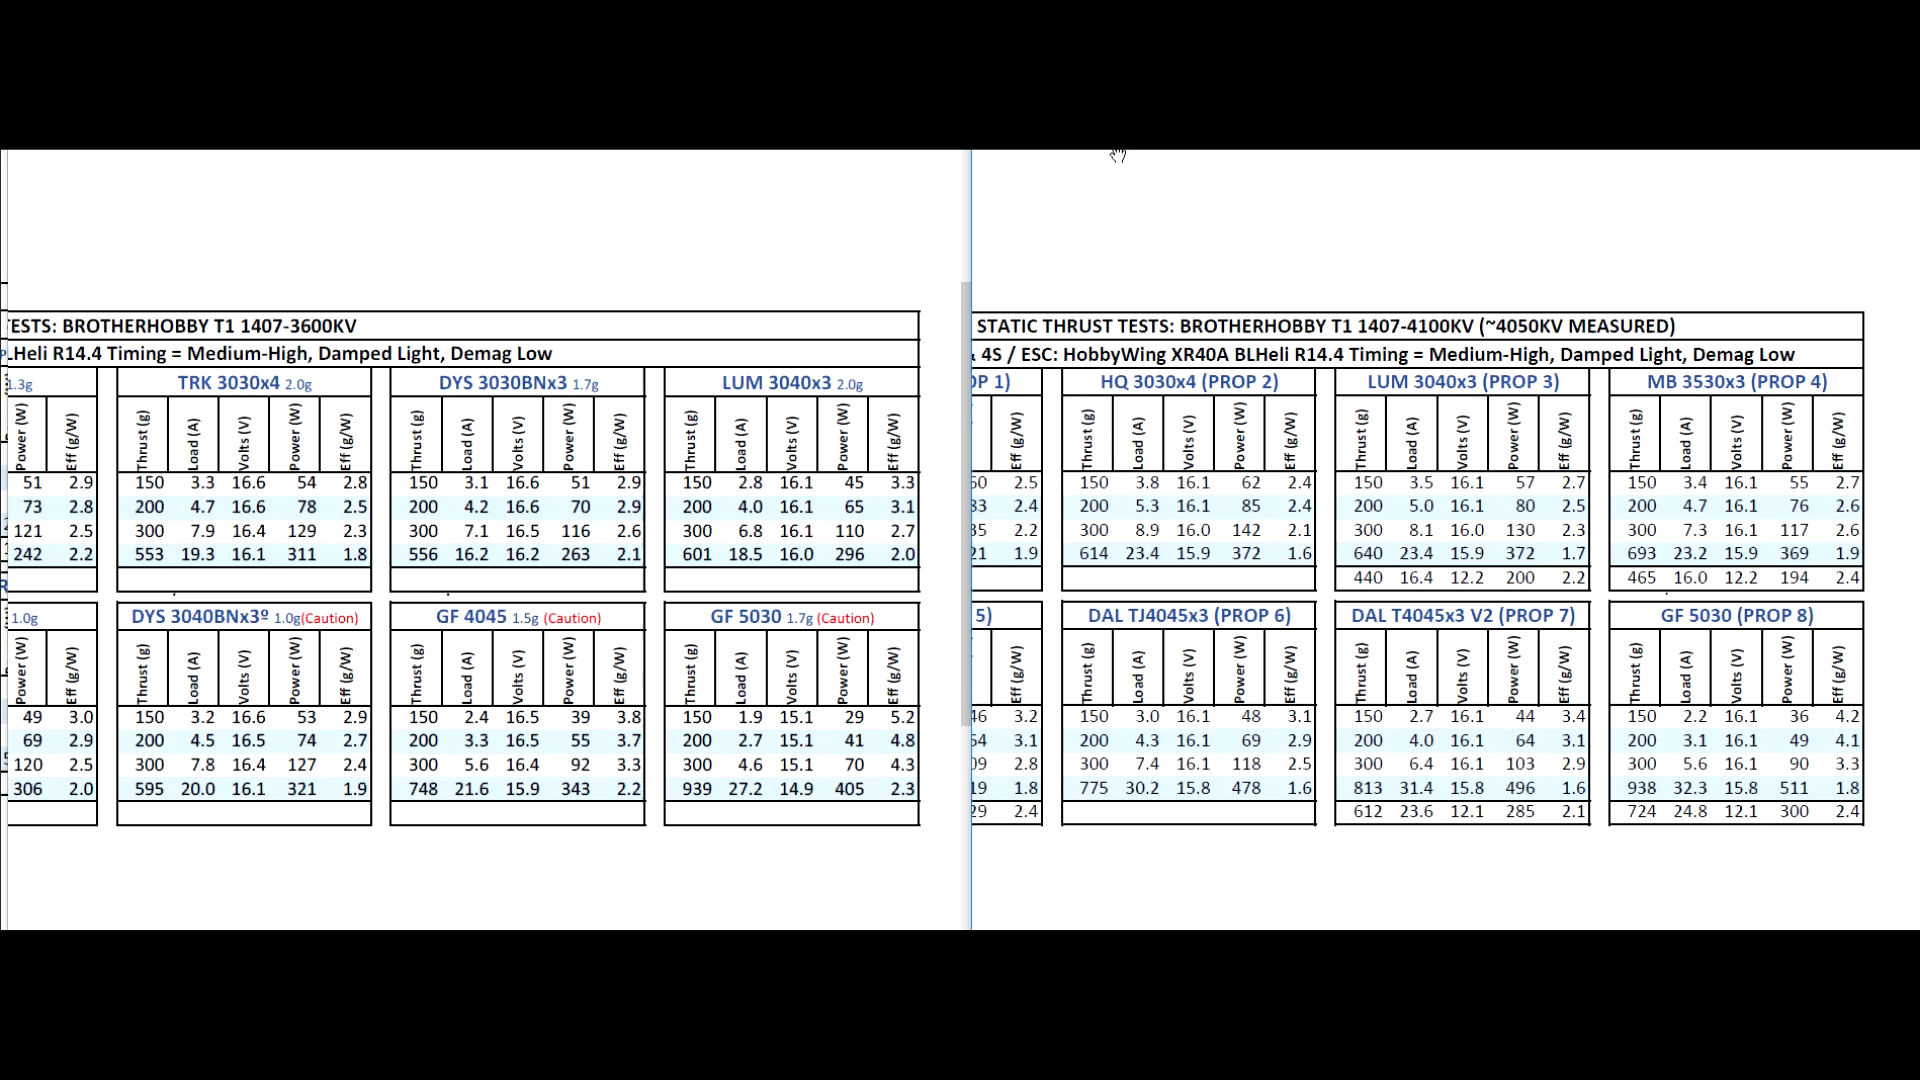 TESTS: BROTHERHOBBY T1 1407-3600KV
LHeli R14.4 Timing = Medium-High, Damped Light, Demag Low
1.3g TRK 3030x4 2.0g DYS 3030BNx3 1.7g LUM 3040x3 2.0g
Power (W) Eff (g/W) Thrust (g) Load (A) Volts (V) Power (W) Eff (g/W) Thrust (g) Load (A) Volts (V) Power (W) Eff (g/W) Thrust (g) Load (A) Volts (V) Power (W) Eff (g/W)
51 2.9 150 3.3 16.6 54 2.8 150 3.1 16.6 51 2.9 150 2.8 16.1 45 3.3
73 2.8 200 4.7 16.6 78 2.5 200 4.2 16.6 70 2.9 200 4.0 16.1 65 3.1
121 2.5 300 7.9 16.4 129 2.3 300 7.1 16.5 116 2.6 300 6.8 16.1 110 2.7
242 2.2 553 19.3 16.1 311 1.8 556 16.2 16.2 263 2.1 601 18.5 16.0 296 2.0
1.0g DYS 3040BNx3º 1.0g(Caution) GF 4045 1.5g (Caution) GF 5030 1.7g (Caution)
Power (W) Eff (g/W) Thrust (g) Load (A) Volts (V) Power (W) Eff (g/W) Thrust (g) Load (A) Volts (V) Power (W) Eff (g/W) Thrust (g) Load (A) Volts (V) Power (W) Eff (g/W)
49 3.0 150 3.2 16.6 53 2.9 150 2.4 16.5 39 3.8 150 1.9 15.1 29 5.2
69 2.9 200 4.5 16.5 74 2.7 200 3.3 16.5 55 3.7 200 2.7 15.1 41 4.8
120 2.5 300 7.8 16.4 127 2.4 300 5.6 16.4 92 3.3 300 4.6 15.1 70 4.3
306 2.0 595 20.0 16.1 321 1.9 748 21.6 15.9 343 2.2 939 27.2 14.9 405 2.3
STATIC THRUST TESTS: BROTHERHOBBY T1 1407-4100KV (~4050KV MEASURED)
4S / ESC: HobbyWing XR40A BLHeli R14.4 Timing = Medium-High, Damped Light, Demag Low
OP 1) HQ 3030x4 (PROP 2) LUM 3040x3 (PROP 3) MB 3530x3 (PROP 4)
Eff (g/W) Thrust (g) Load (A) Volts (V) Power (W) Eff (g/W) Thrust (g) Load (A) Volts (V) Power (W) Eff (g/W) Thrust (g) Load (A) Volts (V) Power (W) Eff (g/W)
60 2.5 150 3.8 16.1 62 2.4 150 3.5 16.1 57 2.7 150 3.4 16.1 55 2.7
83 2.4 200 5.3 16.1 85 2.4 200 5.0 16.1 80 2.5 200 4.7 16.1 76 2.6
35 2.2 300 8.9 16.0 142 2.1 300 8.1 16.0 130 2.3 300 7.3 16.1 117 2.6
21 1.9 614 23.4 15.9 372 1.6 640 23.4 15.9 372 1.7 693 23.2 15.9 369 1.9
440 16.4 12.2 200 2.2 465 16.0 12.2 194 2.4
5) DAL TJ4045x3 (PROP 6) DAL T4045x3 V2 (PROP 7) GF 5030 (PROP 8)
Eff (g/W) Thrust (g) Load (A) Volts (V) Power (W) Eff (g/W) Thrust (g) Load (A) Volts (V) Power (W) Eff (g/W) Thrust (g) Load (A) Volts (V) Power (W) Eff (g/W)
46 3.2 150 3.0 16.1 48 3.1 150 2.7 16.1 44 3.4 150 2.2 16.1 36 4.2
64 3.1 200 4.3 16.1 69 2.9 200 4.0 16.1 64 3.1 200 3.1 16.1 49 4.1
09 2.8 300 7.4 16.1 118 2.5 300 6.4 16.1 103 2.9 300 5.6 16.1 90 3.3
19 1.8 775 30.2 15.8 478 1.6 813 31.4 15.8 496 1.6 938 32.3 15.8 511 1.8
29 2.4 612 23.6 12.1 285 2.1 724 24.8 12.1 300 2.4